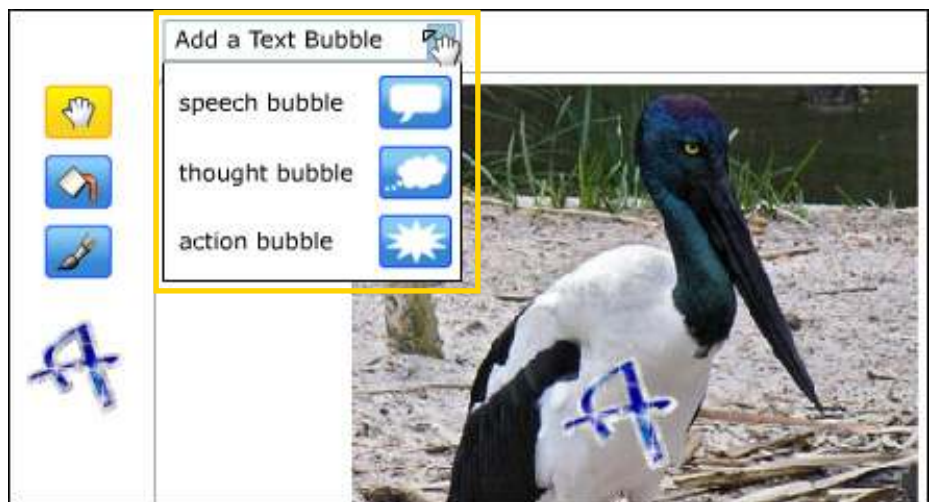 Add a Text Bubble
speech bubble
thought bubble
action bubble
A
A